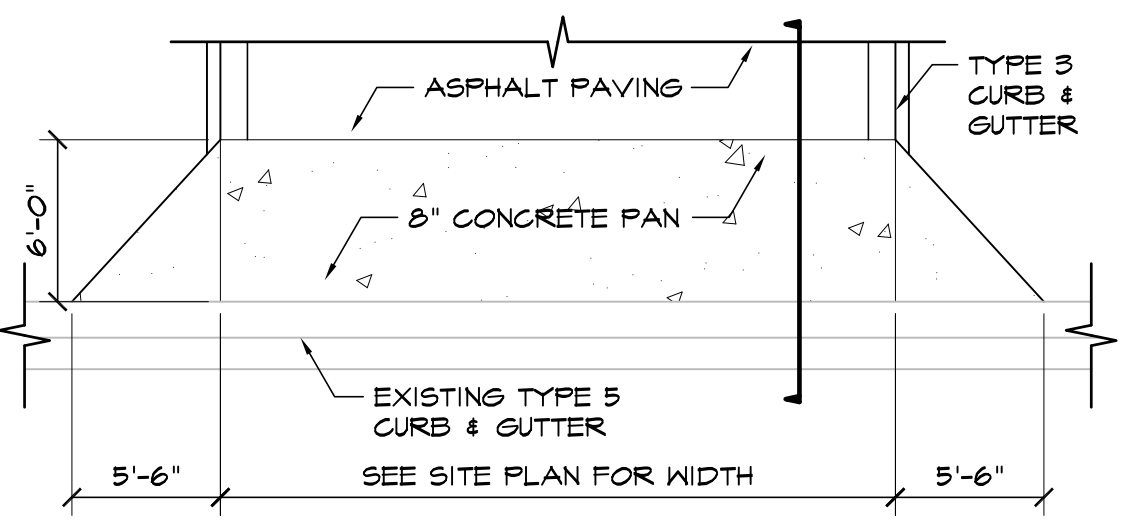 ASPHALT PAVING
TYPE 3
CURB &
GUTTER
6'-0"
8" CONCRETE PAN
EXISTING TYPE 5
CURB & GUTTER
5'-6"
SEE SITE PLAN FOR WIDTH
5'-6"